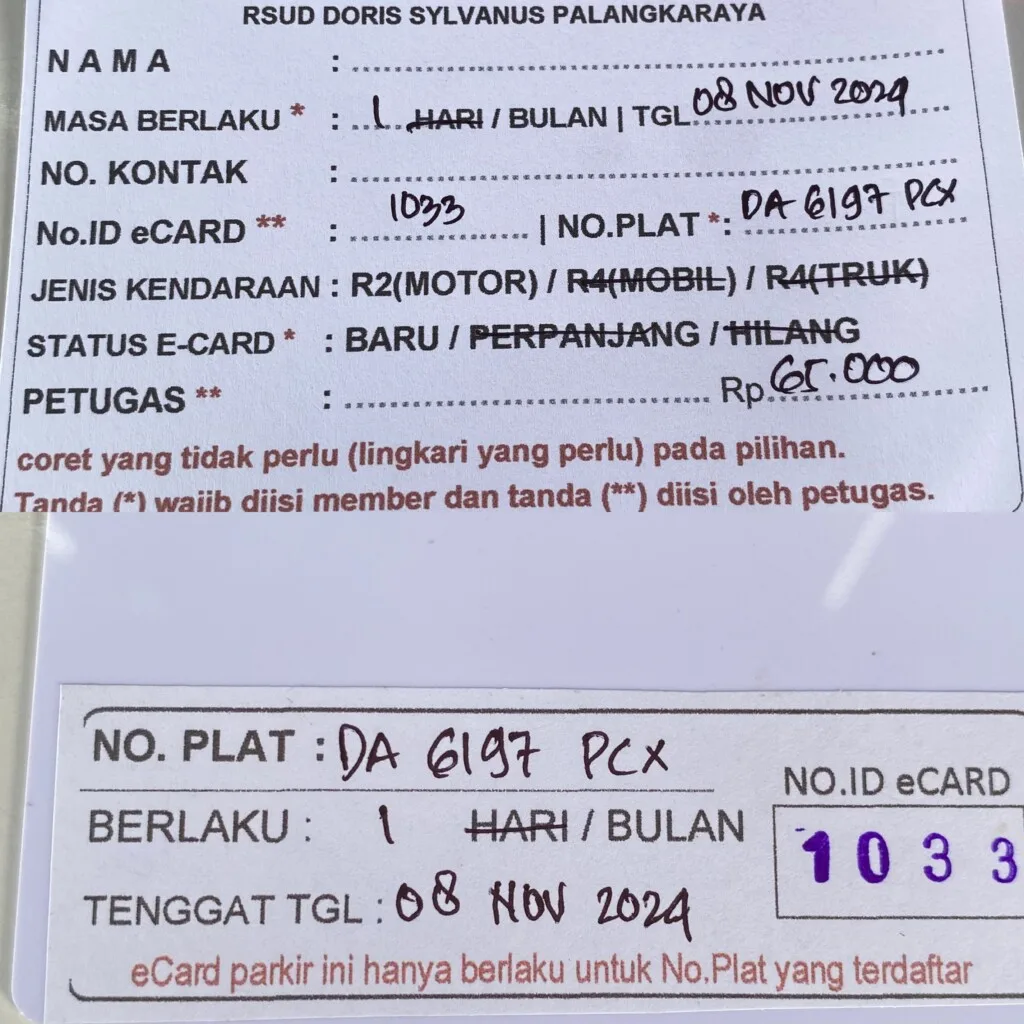 RSUD DORIS SYLVANUS PALANGKARAYA
NAMA : ........................................
MASA BERLAKU * : 1 HARI / BULAN | TGL 08 NOV 2024
NO. KONTAK : ........................................
No.ID eCARD ** : 1033 | NO.PLAT *: DA 6197 PCX
JENIS KENDARAAN : R2(MOTOR) / R4(MOBIL) / R4(TRUK)
STATUS E-CARD * : BARU / PERPANJANG / HILANG
PETUGAS ** : ........................ Rp 65.000
coret yang tidak perlu (lingkari yang perlu) pada pilihan.
Tanda (*) wajib diisi member dan tanda (**) diisi oleh petugas.
NO. PLAT : DA 6197 PCX
NO.ID eCARD
BERLAKU : 1 HARI / BULAN
1033
TENGGAT TGL : 08 NOV 2024
eCard parkir ini hanya berlaku untuk No.Plat yang terdaftar